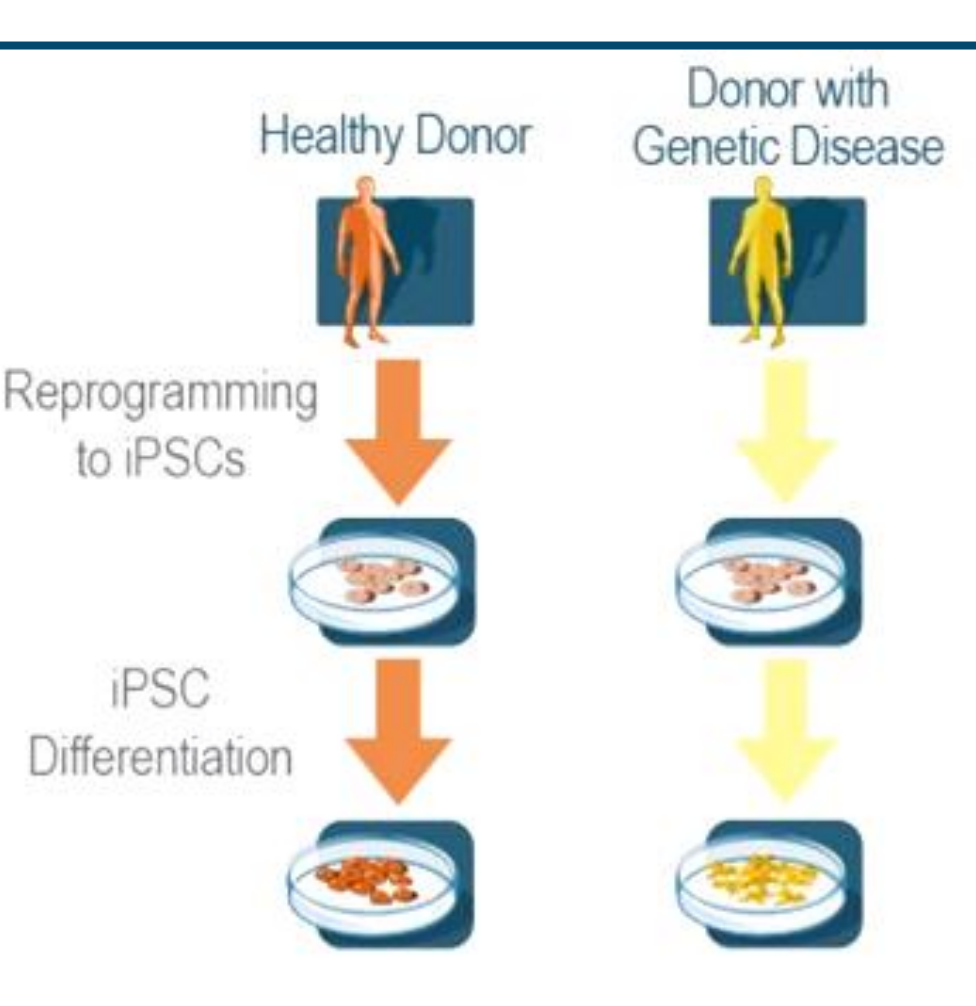 Healthy Donor
Donor with
Genetic Disease
Reprogramming
to iPSCs
iPSC
Differentiation